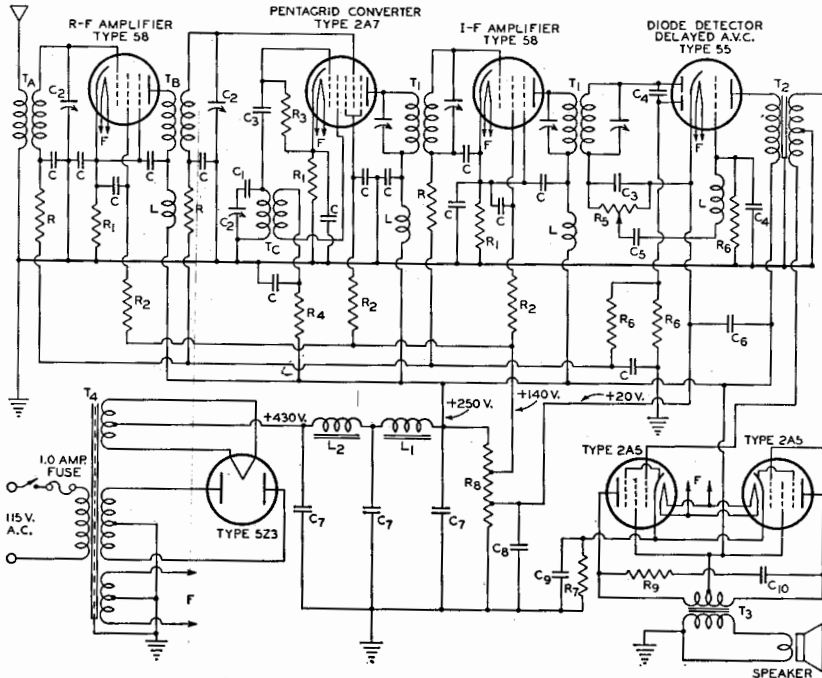 R-F AMPLIFIER
TYPE 58
PENTAGRID CONVERTER
TYPE 2A7
I-F AMPLIFIER
TYPE 58
DIODE DETECTOR
DELAYED A.V.C.
TYPE 55
TA
C2
F
TB
C2
C3
R3
F
T1
F
T1
C4
F
T2
C
C
C
C
R
R1
L
C
R
C1
C2
TC
R1
C
C
C
L
C
R
C
R1
C
C
L
C3
R5
C5
L
R6
C4
C
R2
R4
R2
R2
R6
R6
C
C6
T4
+430V.
L2
L1
+250 V.
+140V.
+20V.
1.0 AMP.
FUSE
115 V.
A.C.
TYPE 5Z3
C7
C7
C7
R8
C8
TYPE 2A5
TYPE 2A5
F
C9
R7
R9
C10
T3
F
SPEAKER